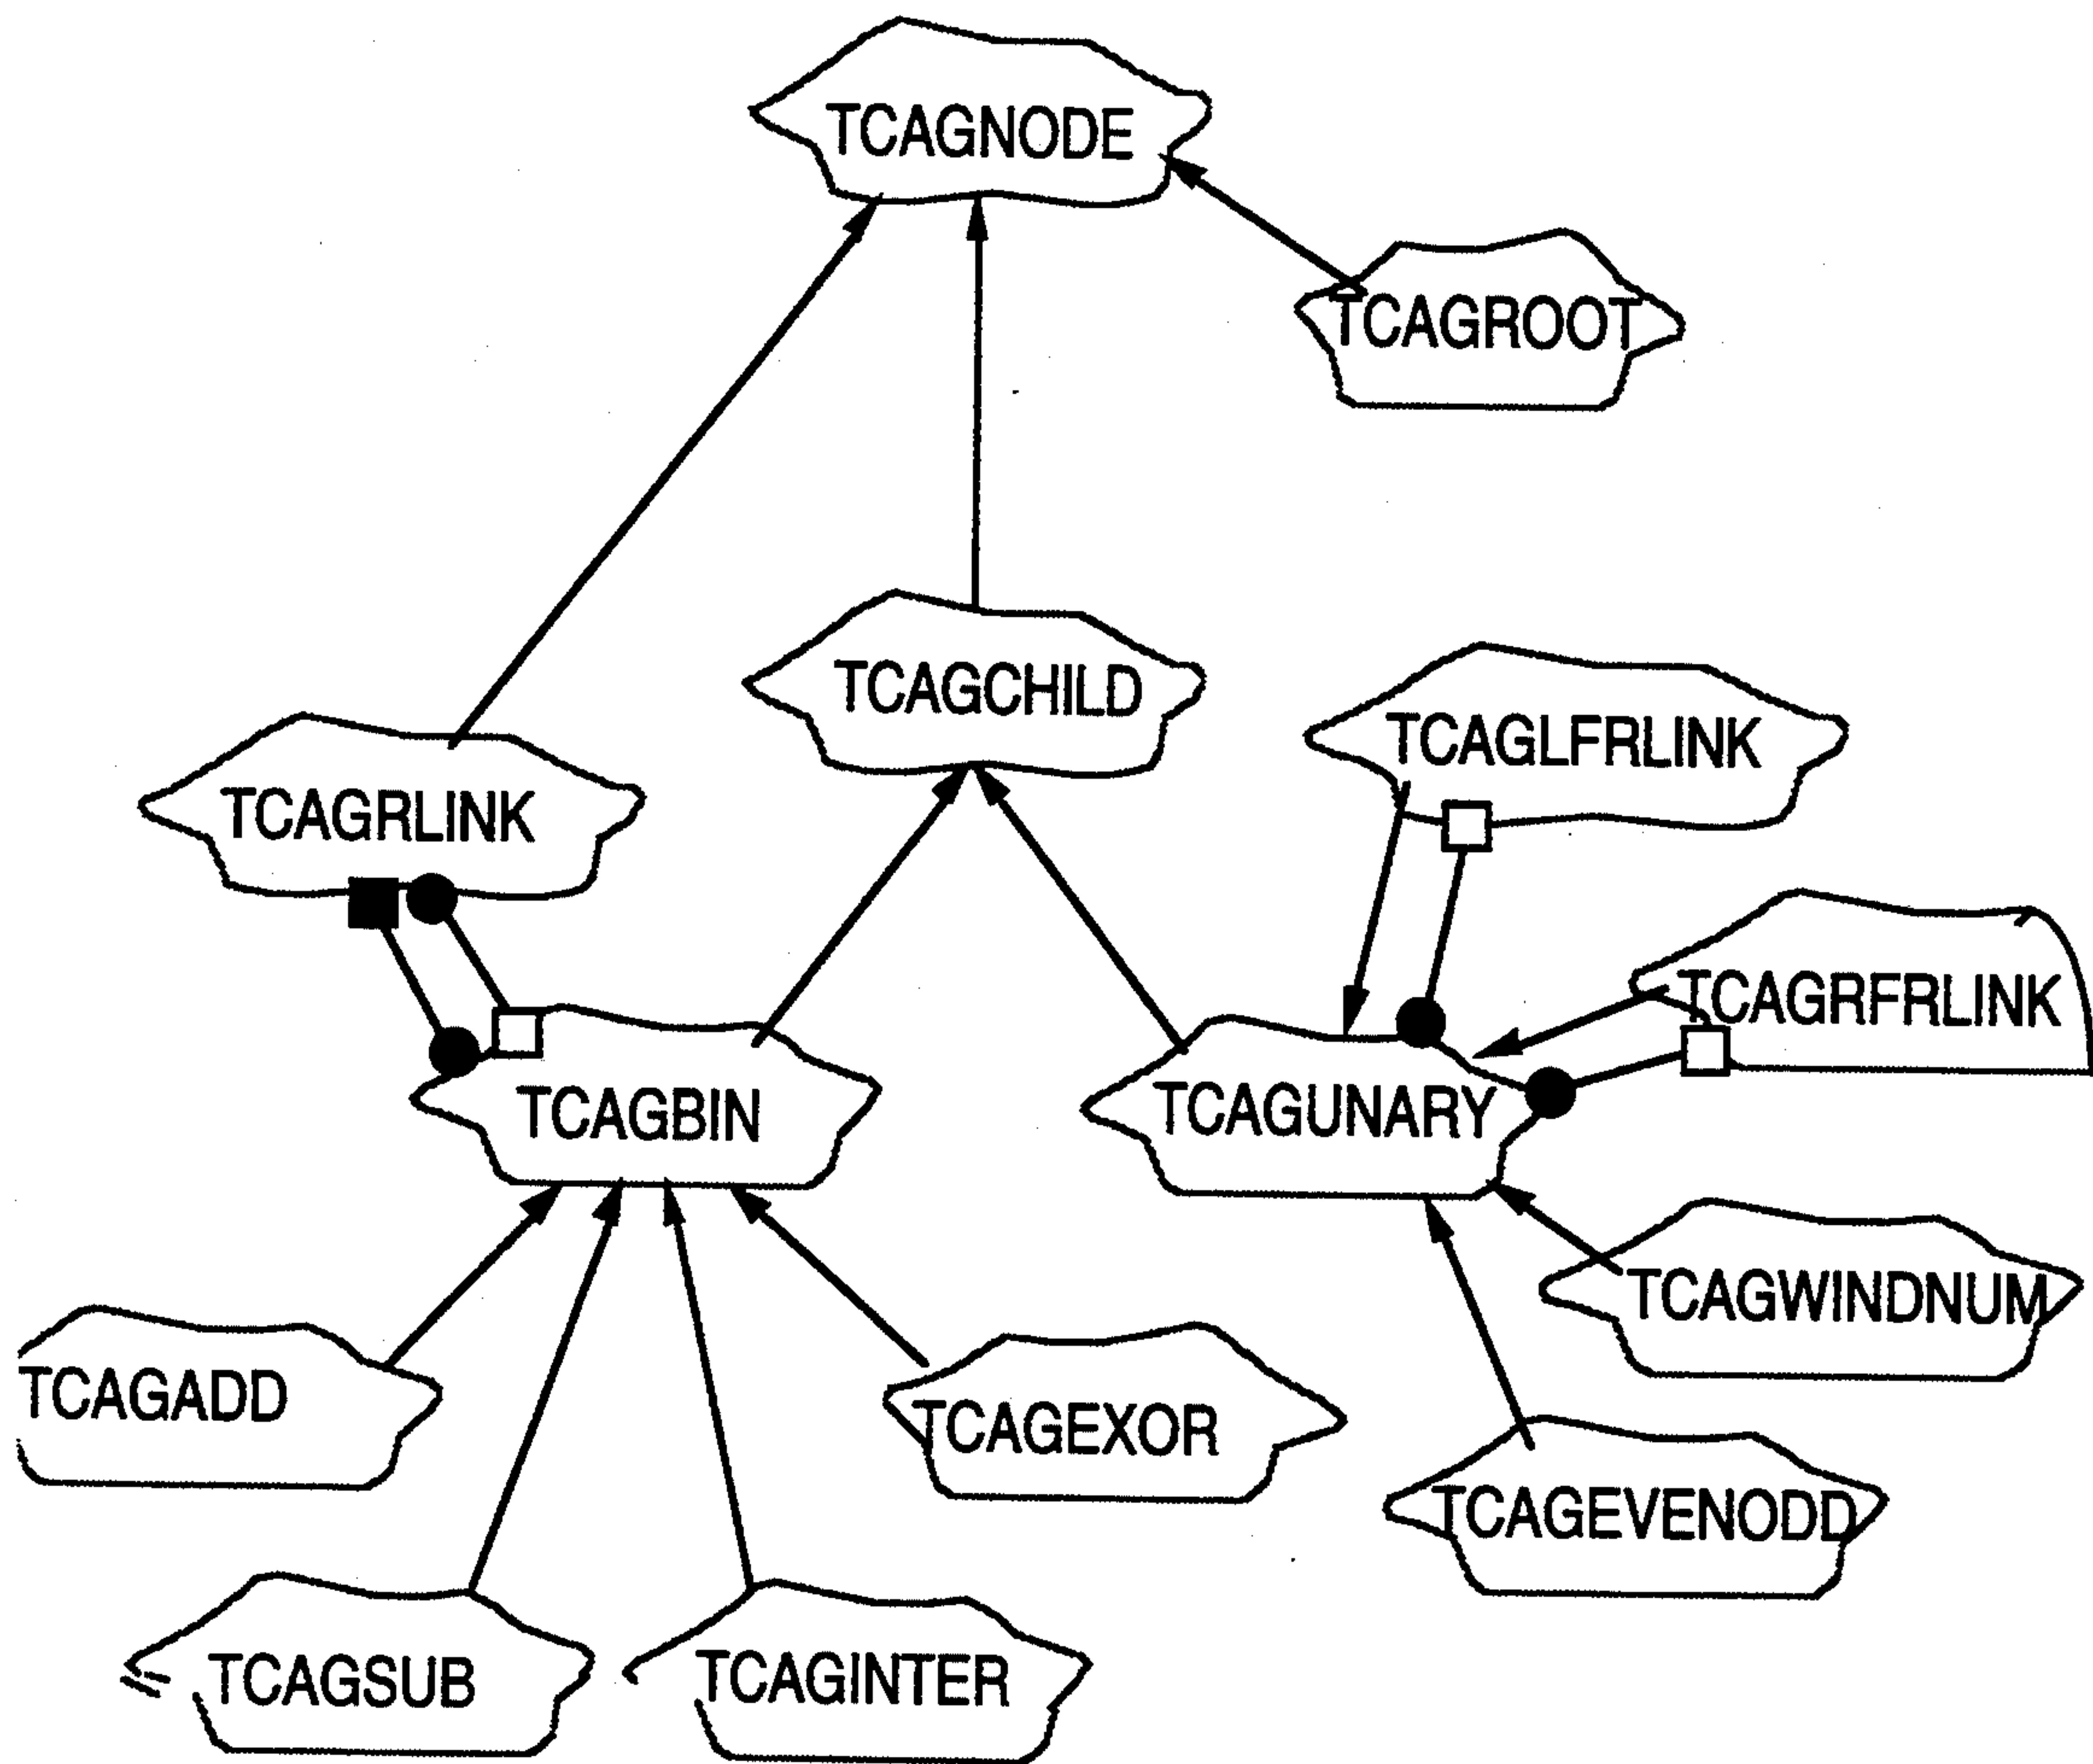 TCAGNODE
TCAGROOT
TCAGCHILD
TCAGLFRLINK
TCAGRLINK
TCAGRFRLINK
TCAGBIN
TCAGUNARY
TCAGWINDNUM
TCAGADD
TCAGEXOR
TCAGEVENODD
TCAGSUB
TCAGINTER